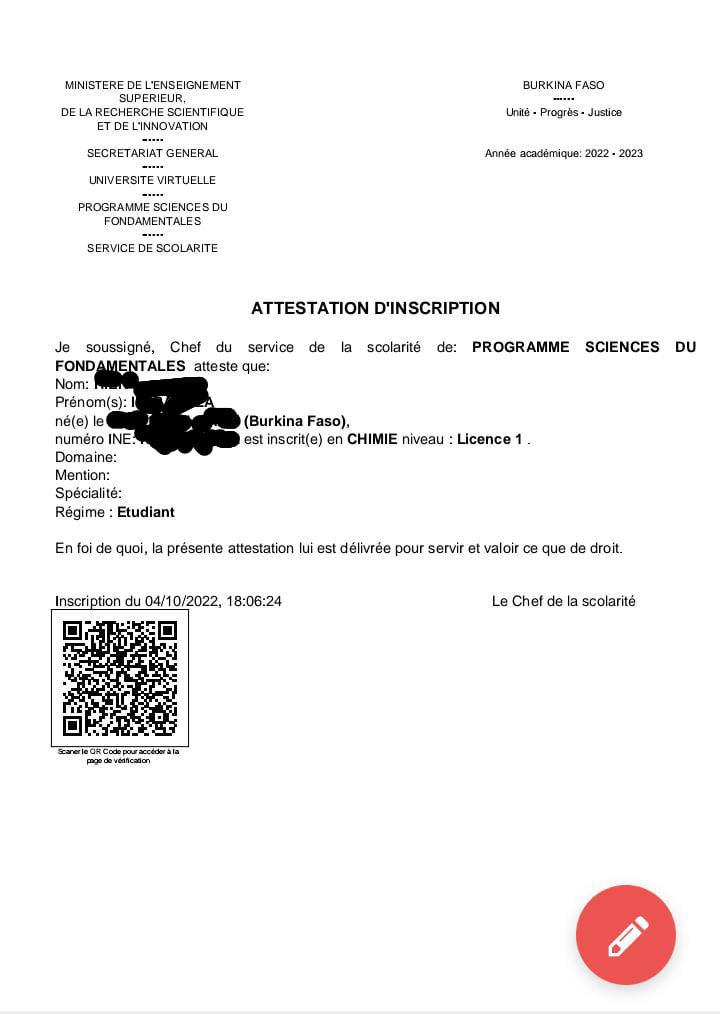 MINISTERE DE L'ENSEIGNEMENT
SUPERIEUR,
DE LA RECHERCHE SCIENTIFIQUE
ET DE L'INNOVATION
------
SECRETARIAT GENERAL
------
UNIVERSITE VIRTUELLE
------
PROGRAMME SCIENCES DU
FONDAMENTALES
------
SERVICE DE SCOLARITE
BURKINA FASO
------
Unité - Progrès - Justice
Année académique: 2022 - 2023
ATTESTATION D'INSCRIPTION
Je soussigné, Chef du service de la scolarité de: PROGRAMME SCIENCES DU
FONDAMENTALES atteste que:
Nom:
Prénom(s):
né(e) le (Burkina Faso),
numéro INE: est inscrit(e) en CHIMIE niveau : Licence 1 .
Domaine:
Mention:
Spécialité:
Régime : Etudiant
En foi de quoi, la présente attestation lui est délivrée pour servir et valoir ce que de droit.
Inscription du 04/10/2022, 18:06:24
Le Chef de la scolarité
Scaner le QR Code pour accéder à la
page de vérification